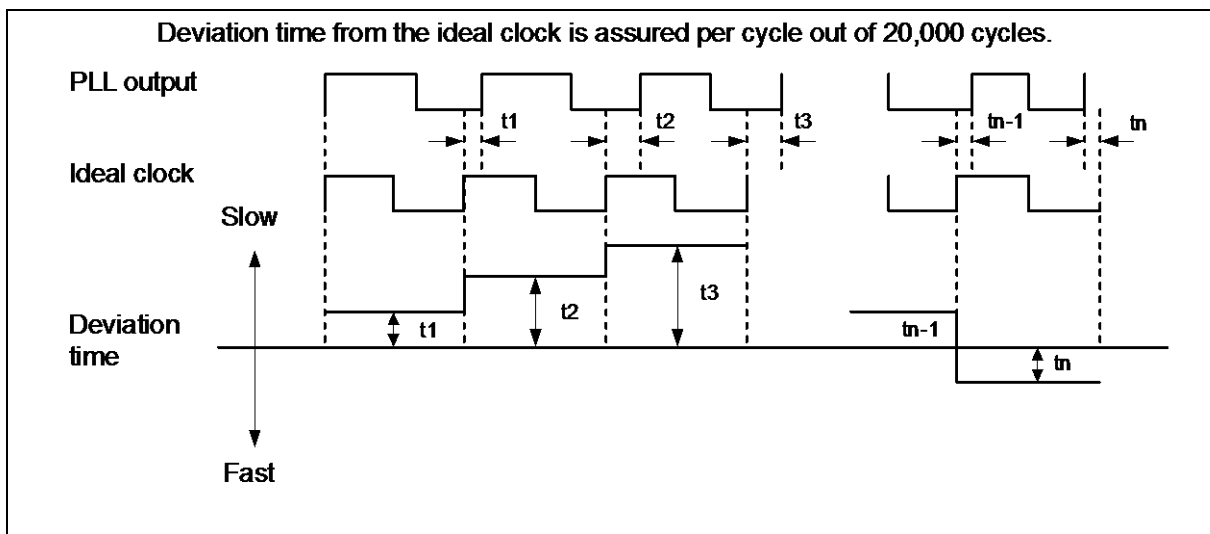 Deviation time from the ideal clock is assured per cycle out of 20,000 cycles.
PLL output
t1
t2
t3
tn-1
tn
Ideal clock
Slow
t1
t2
t3
tn-1
tn
Deviation
time
Fast